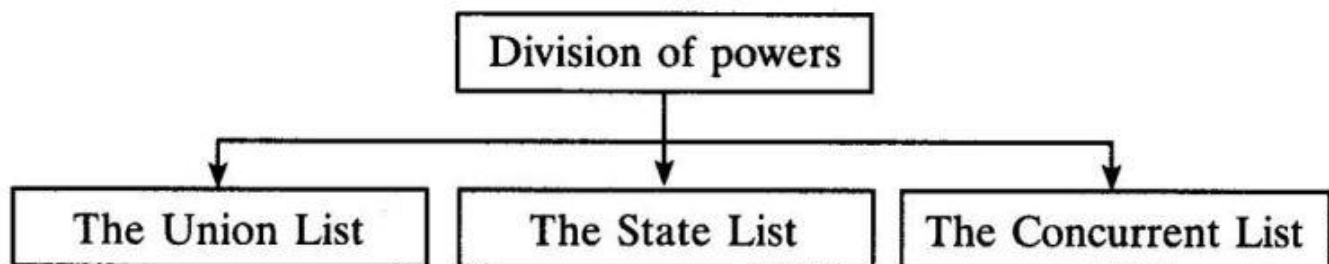 Division of powers
The Union List
The State List
The Concurrent List